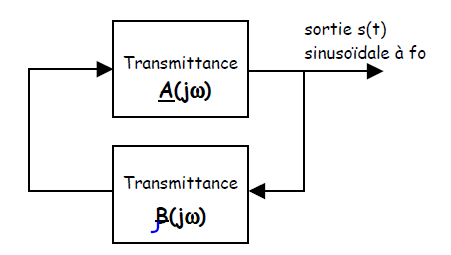 sortie s(t)
sinusoïdale à fo
Transmittance
A(jω)
Transmittance
B(jω)